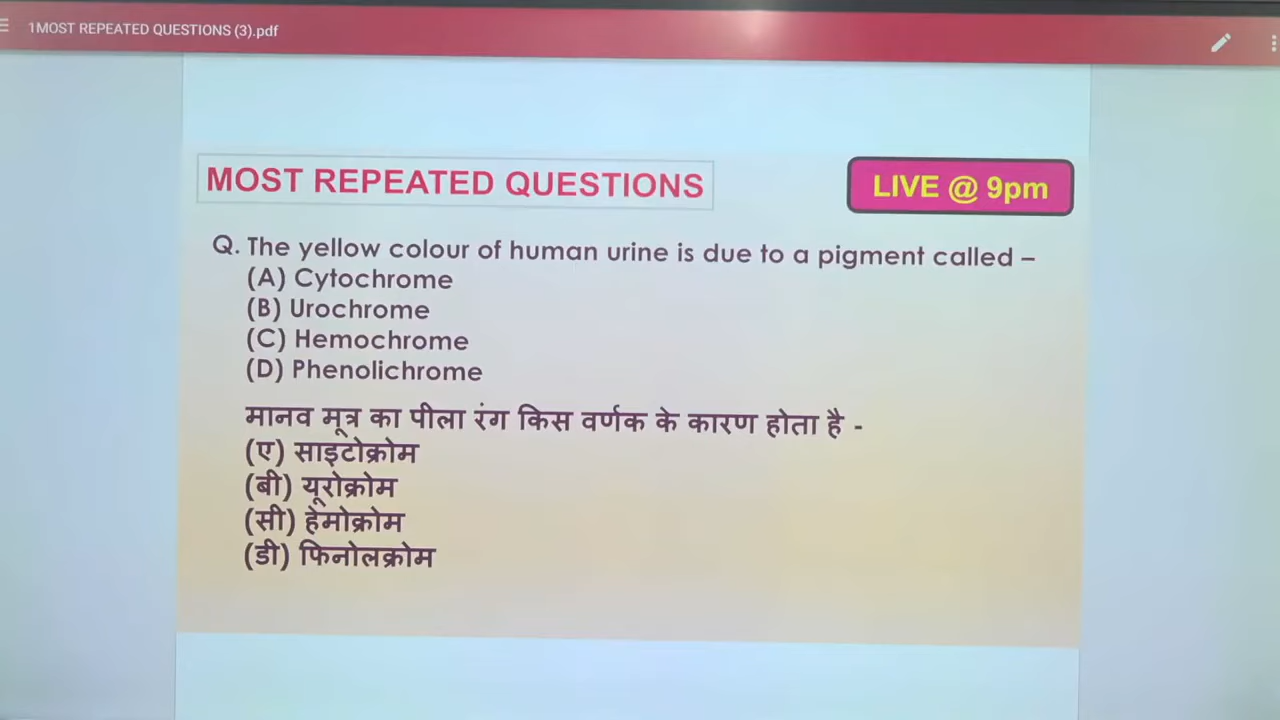 1MOST REPEATED QUESTIONS (3).pdf
MOST REPEATED QUESTIONS
LIVE @ 9pm
Q. The yellow colour of human urine is due to a pigment called –
(A) Cytochrome
(B) Urochrome
(C) Hemochrome
(D) Phenolichrome
मानव मूत्र का पीला रंग किस वर्णक के कारण होता है -
(ए) साइटोक्रोम
(बी) यूरोक्रोम
(सी) हेमोक्रोम
(डी) फिनोलक्रोम